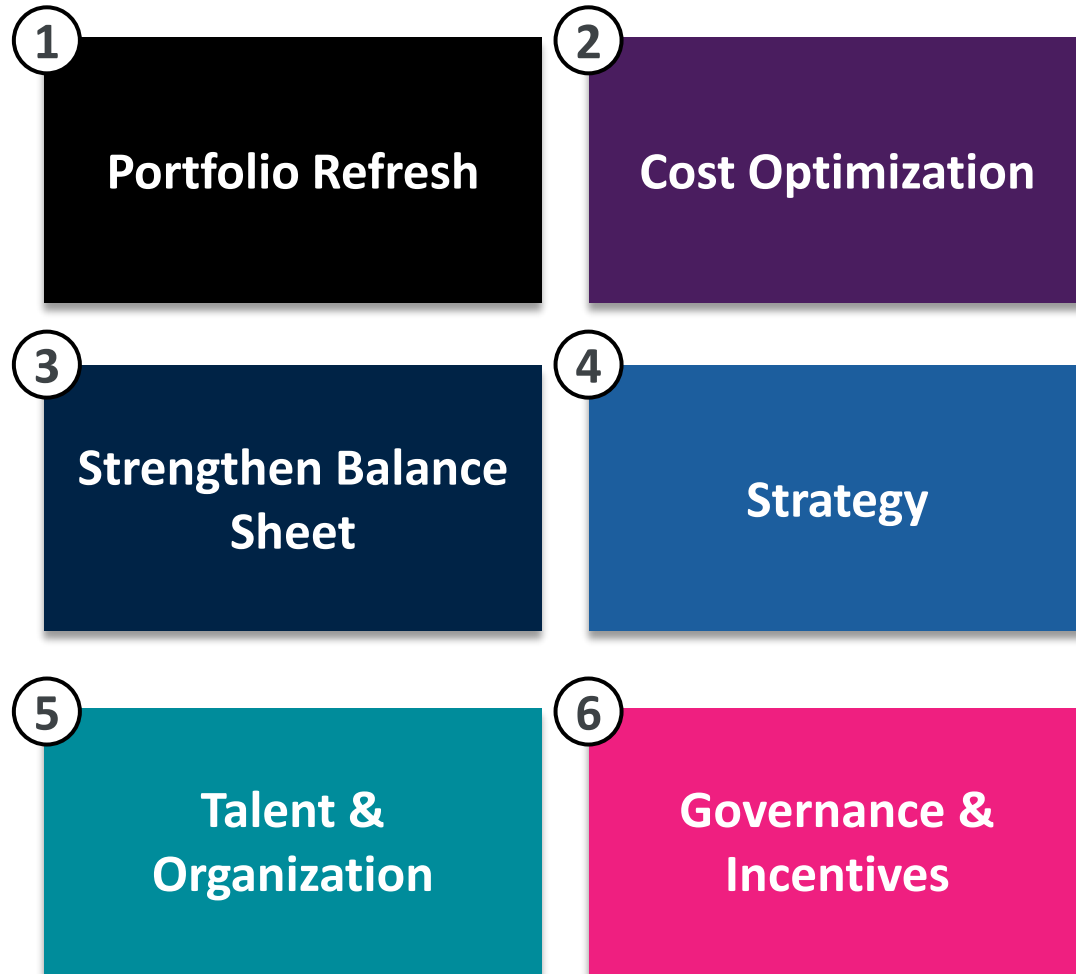 1
Portfolio Refresh
2
Cost Optimization
3
Strengthen Balance
Sheet
4
Strategy
5
Talent &
Organization
6
Governance &
Incentives